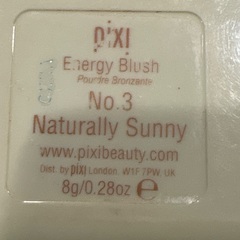 pixi
Energy Blush
Poudre Bronzante
No.3
Naturally Sunny
www.pixibeauty.com
Dist. by pixi London. W1F 7PW, UK
8g/0.28oz ℮